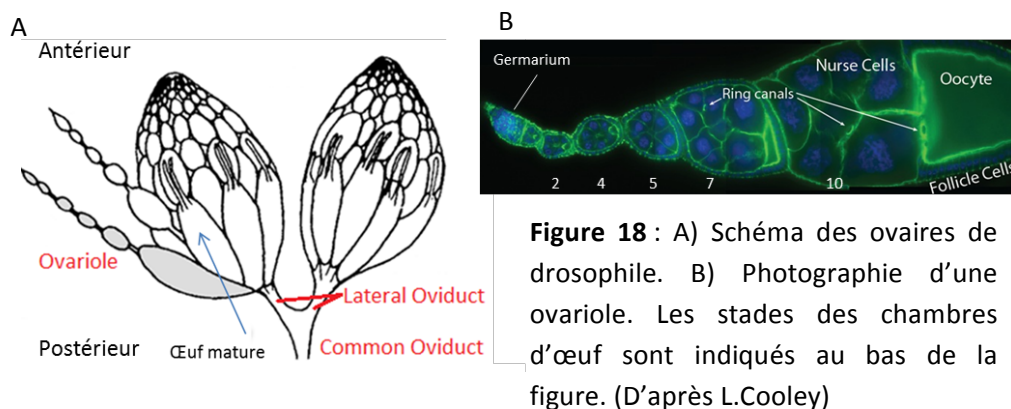 A
Antérieur
Ovariole
Lateral Oviduct
Postérieur
Œuf mature
Common Oviduct
B
Germarium
Nurse Cells
Oocyte
Ring canals
Follicle Cells
2 4 5 7 10
Figure 18 : A) Schéma des ovaires de
drosophile. B) Photographie d’une
ovariole. Les stades des chambres
d’œuf sont indiqués au bas de la
figure. (D’après L.Cooley)